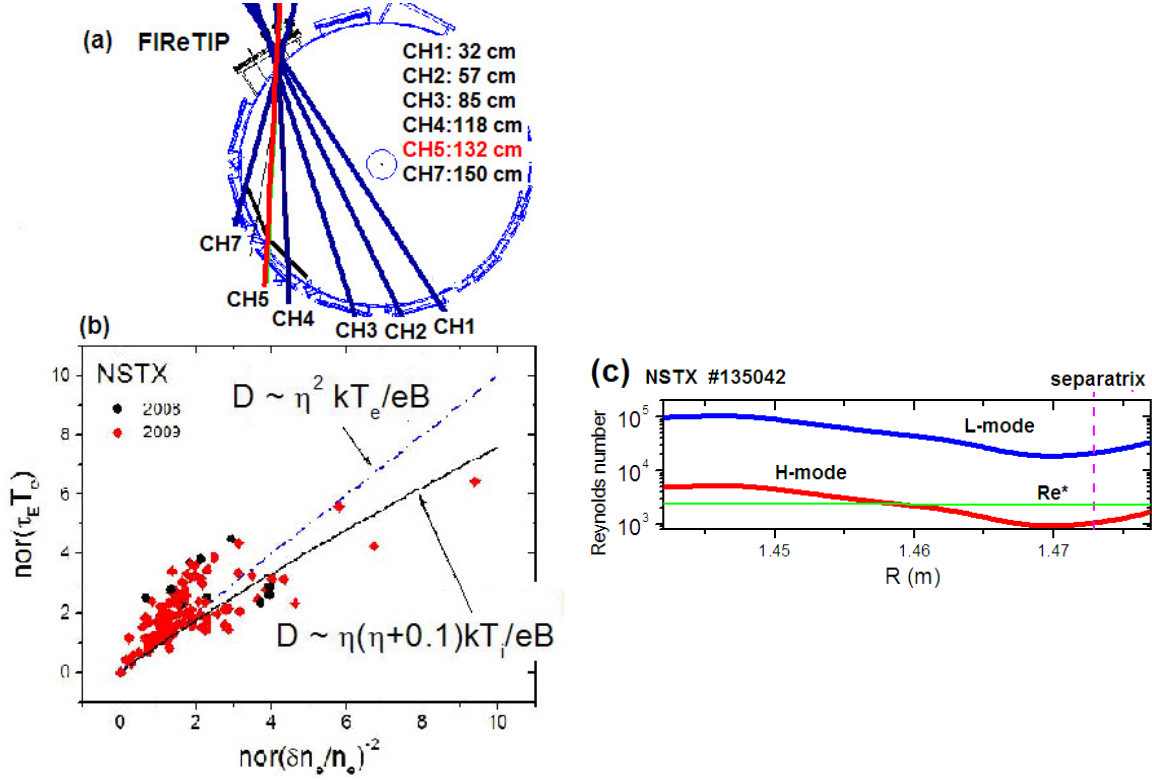 (a) FIReTIP
CH1: 32 cm
CH2: 57 cm
CH3: 85 cm
CH4:118 cm
CH5:132 cm
CH7:150 cm
CH7
CH5
CH4
CH3
CH2
CH1
(b)
NSTX
2008
2009
D ~ η² kTₑ/eB
D ~ η(η+0.1)kTᵢ/eB
10
8
6
4
2
0
nor(τ_E Tₑ)
0 2 4 6 8 10
nor(δnₑ/nₑ)⁻²
(c) NSTX #135042
separatrix
L-mode
H-mode
Re*
10⁵
10⁴
10³
Reynolds number
1.45 1.46 1.47
R (m)